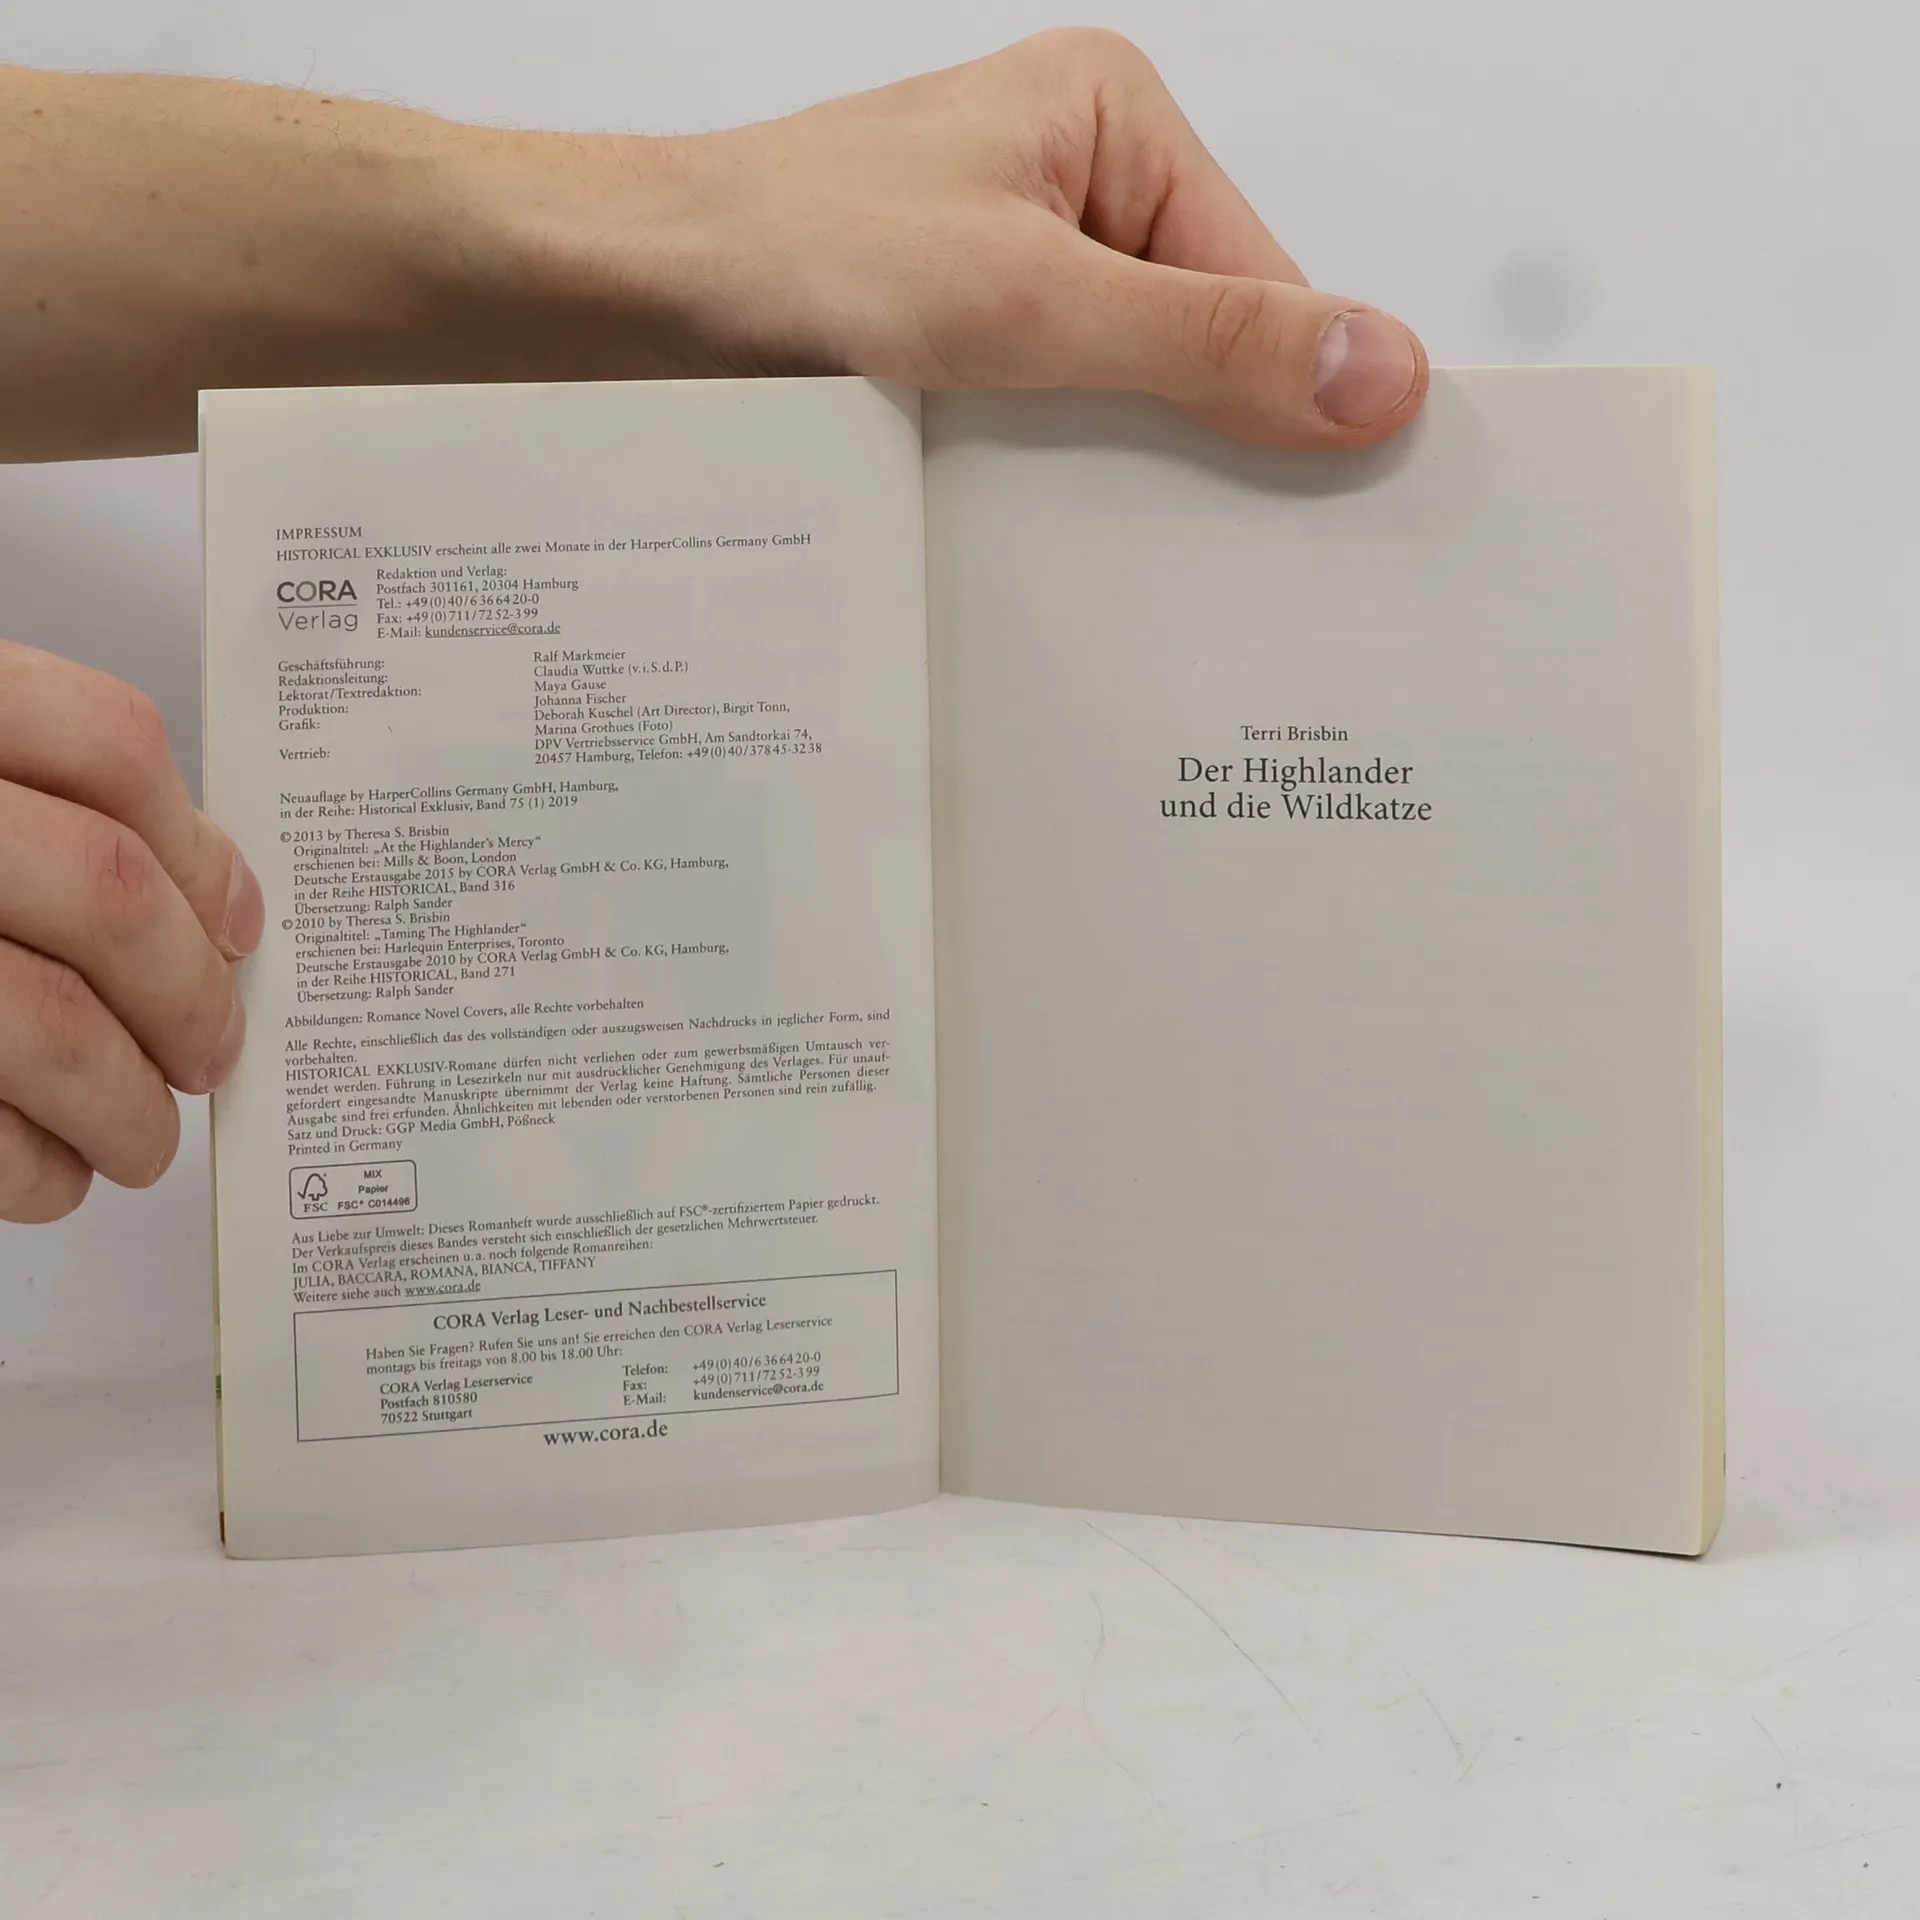 IMPRESSUM
HISTORICAL EXKLUSIV erscheint alle zwei Monate in der HarperCollins Germany GmbH
CORA
Verlag
Redaktion und Verlag:
Postfach 301161, 20304 Hamburg
Tel.: +49(0)40/6366420-0
Fax: +49(0)711/7252-399
E-Mail: kundenservice@cora.de
Geschäftsführung: Ralf Markmeier
Redaktionsleitung: Claudia Wuttke (v.i.S.d.P.)
Lektorat/Textredaktion: Maya Gause
Produktion: Johanna Fischer
Grafik: Deborah Kuschel (Art Director), Birgit Tonn,
Marina Grothues (Foto)
Vertrieb: DPV Vertriebsservice GmbH, Am Sandtorkai 74,
20457 Hamburg, Telefon: +49(0)40/37845-3238
Neuauflage by HarperCollins Germany GmbH, Hamburg,
in der Reihe: Historical Exklusiv, Band 75 (1) 2019
©2013 by Theresa S. Brisbin
Originaltitel: „At the Highlander's Mercy“
erschienen bei: Mills & Boon, London
Deutsche Erstausgabe 2015 by CORA Verlag GmbH & Co. KG, Hamburg,
in der Reihe HISTORICAL, Band 316
Übersetzung: Ralph Sander
©2010 by Theresa S. Brisbin
Originaltitel: „Taming The Highlander“
erschienen bei: Harlequin Enterprises, Toronto
Deutsche Erstausgabe 2010 by CORA Verlag GmbH & Co. KG, Hamburg,
in der Reihe HISTORICAL, Band 271
Übersetzung: Ralph Sander
Abbildungen: Romance Novel Covers, alle Rechte vorbehalten
Alle Rechte, einschließlich das des vollständigen oder auszugsweisen Nachdrucks in jeglicher Form, sind
vorbehalten.
HISTORICAL EXKLUSIV-Romane dürfen nicht verliehen oder zum gewerbsmäßigen Umtausch ver-
wendet werden. Führung in Lesezirkeln nur mit ausdrücklicher Genehmigung des Verlages. Für unauf-
gefordert eingesandte Manuskripte übernimmt der Verlag keine Haftung. Sämtliche Personen dieser
Ausgabe sind frei erfunden. Ähnlichkeiten mit lebenden oder verstorbenen Personen sind rein zufällig.
Satz und Druck: GGP Media GmbH, Pößneck
Printed in Germany
MIX
Papier
FSC FSC® C014496
Aus Liebe zur Umwelt: Dieses Romanheft wurde ausschließlich auf FSC®-zertifiziertem Papier gedruckt.
Der Verkaufspreis dieses Bandes versteht sich einschließlich der gesetzlichen Mehrwertsteuer.
Im CORA Verlag erscheinen u.a. noch folgende Romanreihen:
JULIA, BACCARA, ROMANA, BIANCA, TIFFANY
Weitere siehe auch www.cora.de
CORA Verlag Leser- und Nachbestellservice
Haben Sie Fragen? Rufen Sie uns an! Sie erreichen den CORA Verlag Leserservice
montags bis freitags von 8.00 bis 18.00 Uhr:
CORA Verlag Leserservice
Postfach 810580
70522 Stuttgart
Telefon: +49(0)40/6366420-0
Fax: +49(0)711/7252-399
E-Mail: kundenservice@cora.de
www.cora.de
Terri Brisbin
Der Highlander
und die Wildkatze